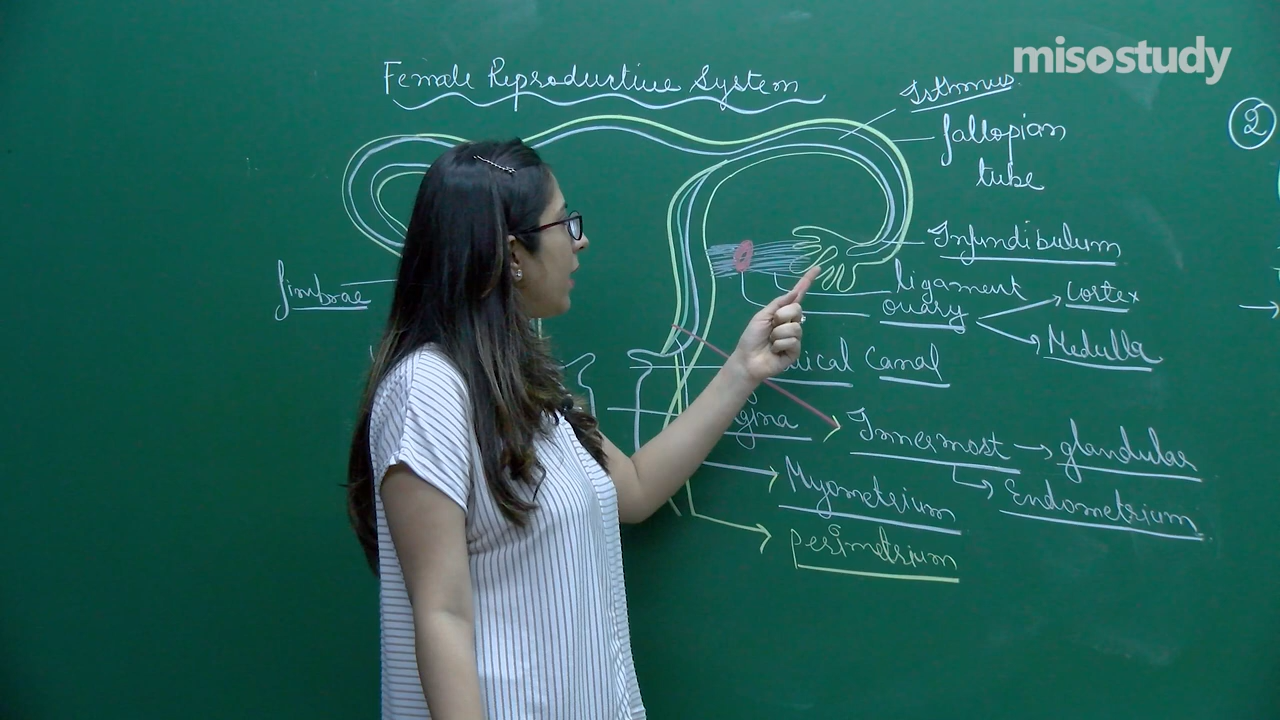 misostudy
Female Reproductive System
Isthmus
fallopian
tube
2
Infundibulum
fimbrae
ligament
ovary
Cortex
Medulla
Canal
Innermost → glandular
Endometrium
Myometrium
perimetrium